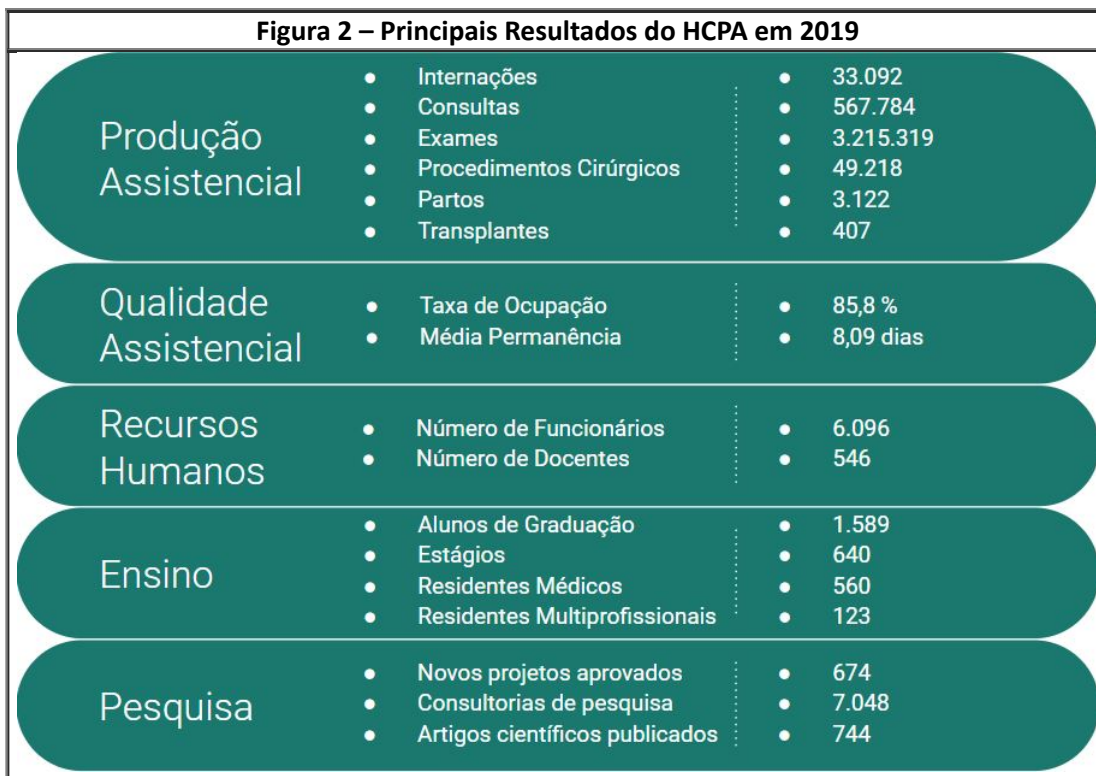 Figura 2 – Principais Resultados do HCPA em 2019
Produção
Assistencial
● Internações ● 33.092
● Consultas ● 567.784
● Exames ● 3.215.319
● Procedimentos Cirúrgicos ● 49.218
● Partos ● 3.122
● Transplantes ● 407
Qualidade
Assistencial
● Taxa de Ocupação ● 85,8 %
● Média Permanência ● 8,09 dias
Recursos
Humanos
● Número de Funcionários ● 6.096
● Número de Docentes ● 546
Ensino
● Alunos de Graduação ● 1.589
● Estágios ● 640
● Residentes Médicos ● 560
● Residentes Multiprofissionais ● 123
Pesquisa
● Novos projetos aprovados ● 674
● Consultorias de pesquisa ● 7.048
● Artigos científicos publicados ● 744